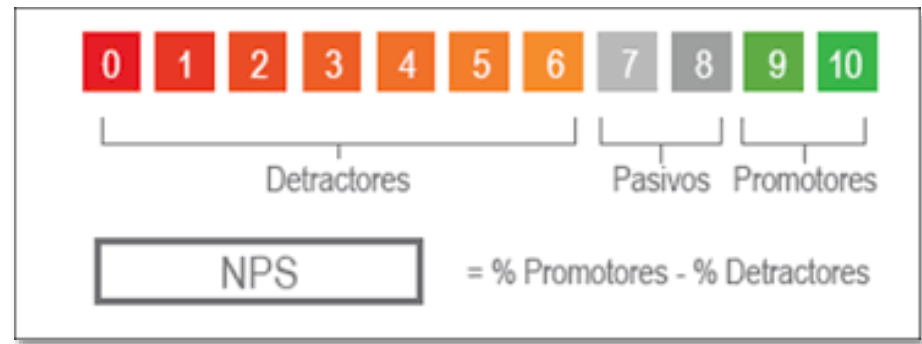 0 1 2 3 4 5 6 7 8 9 10
Detractores Pasivos Promotores
NPS = % Promotores - % Detractores